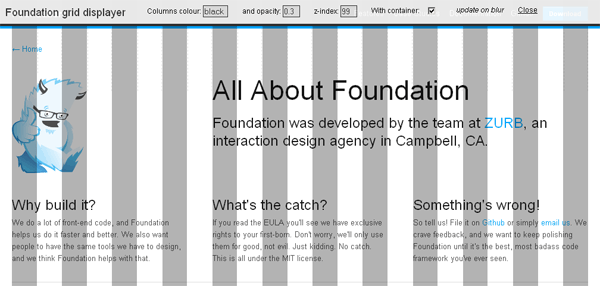 Foundation grid displayer Columns colour: black and opacity: 0.3 z-index: 99 With container: update on blur Close
← Home
All About Foundation
Foundation was developed by the team at ZURB, an
interaction design agency in Campbell, CA.
Why build it?
We do a lot of front-end code, and Foundation
helps us do it faster and better. We also want
people to have the same tools we have to design,
and we think Foundation helps with that.
What's the catch?
If you read the EULA you'll see we have exclusive
rights to your first-born. Don't worry, we'll only use
them for good, not evil. Just kidding. No catch.
This is all under the MIT license.
Something's wrong!
So tell us! File it on Github or simply email us. We
crave feedback, and we want to keep polishing
Foundation until it's the best, most badass code
framework you've ever seen.